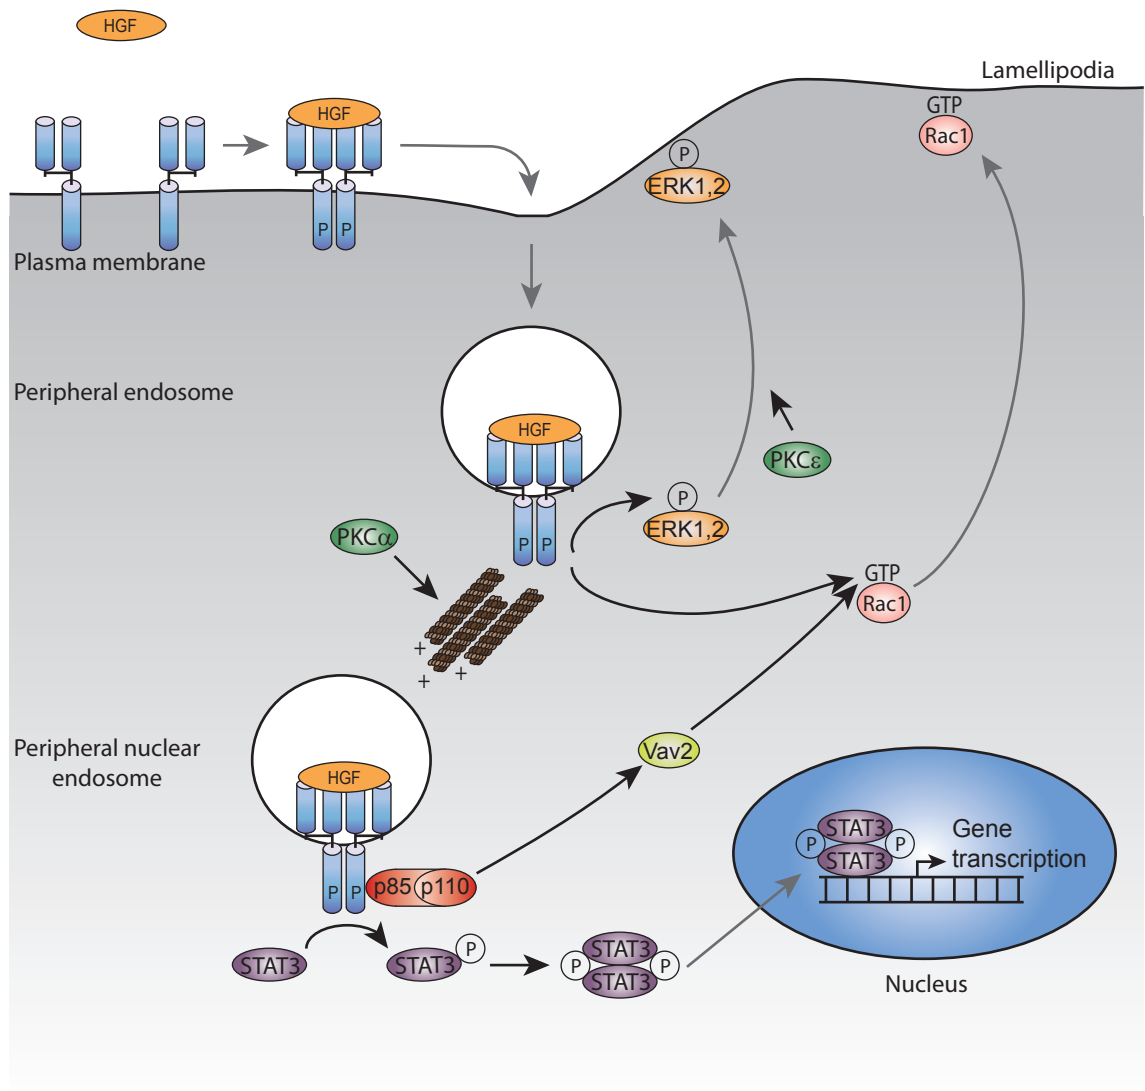 HGF
Lamellipodia
GTP
Rac1
HGF
P
ERK1,2
P P
Plasma membrane
Peripheral endosome
HGF
PKCε
P
ERK1,2
PKCα
P P
GTP
Rac1
+
+
+
Peripheral nuclear
endosome
Vav2
HGF
STAT3
P P
STAT3
Gene
transcription
P P
p85 p110
STAT3
STAT3
P
STAT3
P P
STAT3
Nucleus